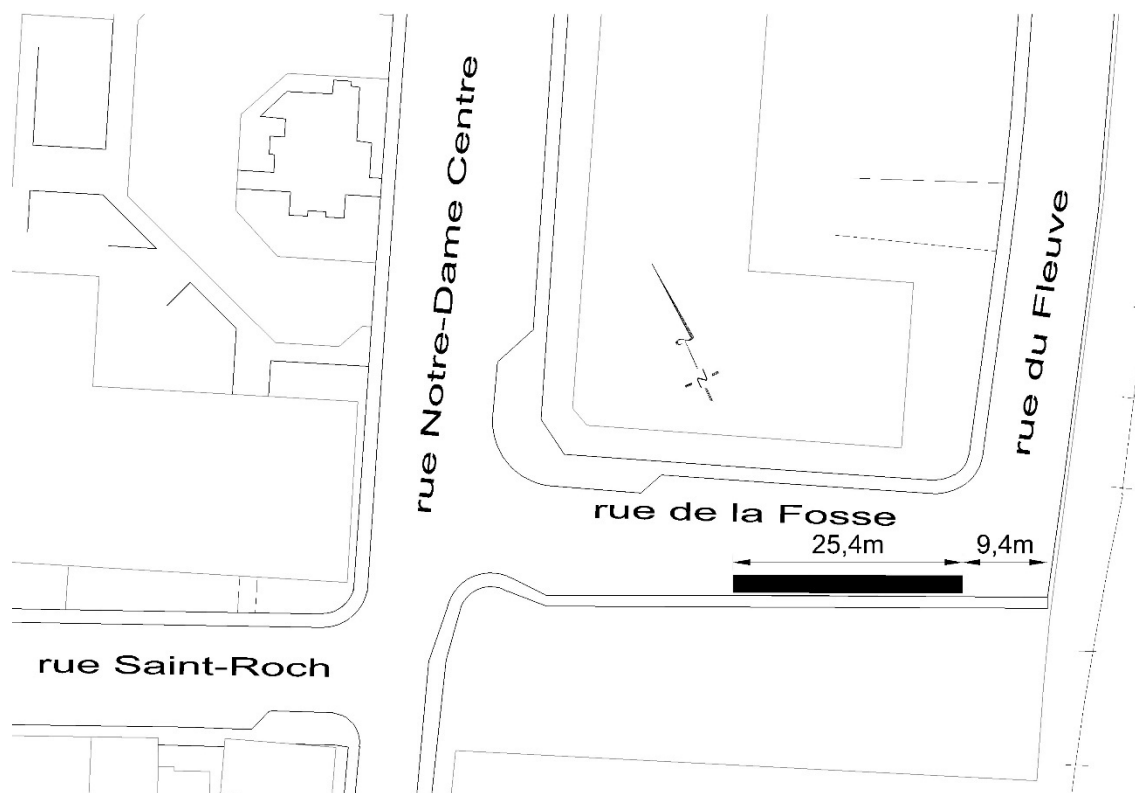 rue Notre-Dame Centre
rue du Fleuve
rue de la Fosse
25,4m
9,4m
rue Saint-Roch